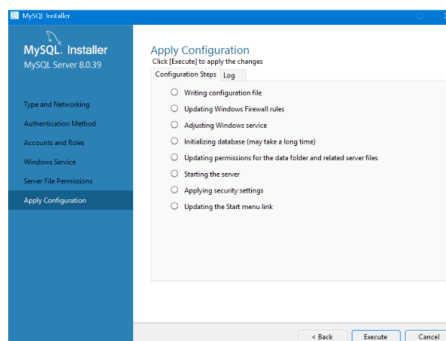 MySQL Installer
MySQL. Installer
MySQL Server 8.0.39
Type and Networking
Authentication Method
Accounts and Roles
Windows Service
Server File Permissions
Apply Configuration
Apply Configuration
Click [Execute] to apply the changes
Configuration Steps Log
Writing configuration file
Updating Windows Firewall rules
Adjusting Windows service
Initializing database (may take a long time)
Updating permissions for the data folder and related server files
Starting the server
Applying security settings
Updating the Start menu link
< Back Execute Cancel